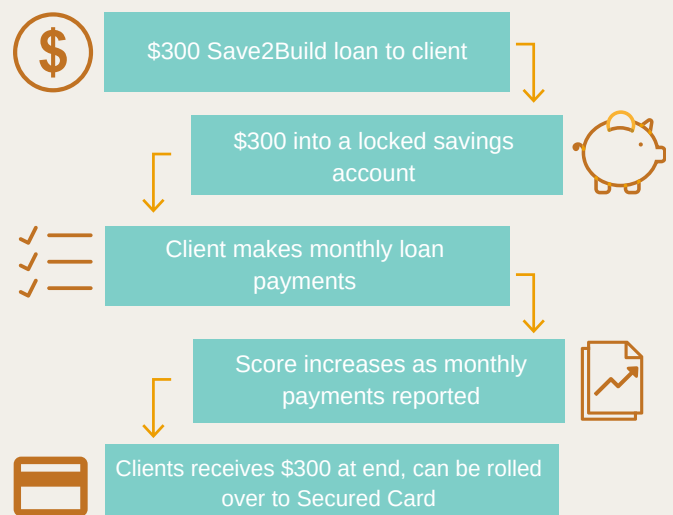 $300 Save2Build loan to client
$300 into a locked savings
account
Client makes monthly loan
payments
Score increases as monthly
payments reported
Clients receives $300 at end, can be rolled
over to Secured Card